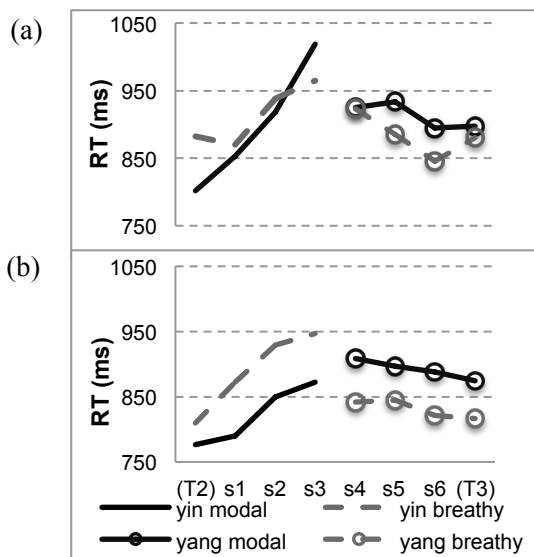 (a)
1050
950
850
750
RT (ms)
(b)
1050
950
850
750
RT (ms)
(T2) s1 s2 s3 s4 s5 s6 (T3)
yin modal yin breathy
yang modal yang breathy